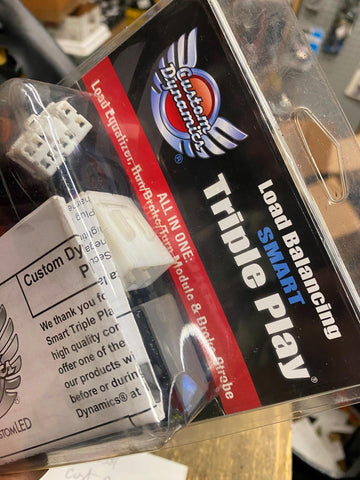 Custom
Dynamics
®
Load Balancing
SMART
Triple Play®
ALL IN ONE:
Load Equalizer, Run/Brake/Turn Module & Brake Strobe
Custom Dy
P
We thank you fo
Smart Triple Pla
high quality con
offer one of the
our products w
before or durin
Dynamics® at